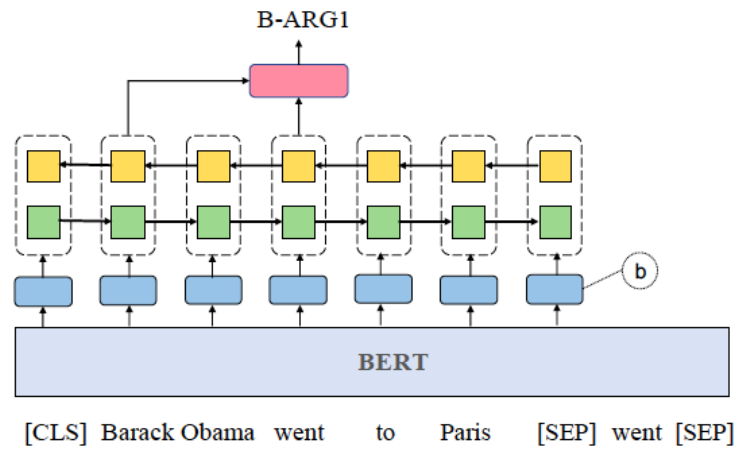 B-ARG1
b
BERT
[CLS] Barack Obama went to Paris [SEP] went [SEP]